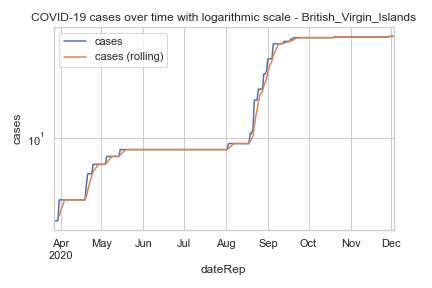 COVID-19 cases over time with logarithmic scale - British_Virgin_Islands
cases
cases (rolling)
cases
10¹
Apr May Jun Jul Aug Sep Oct Nov Dec
2020
dateRep